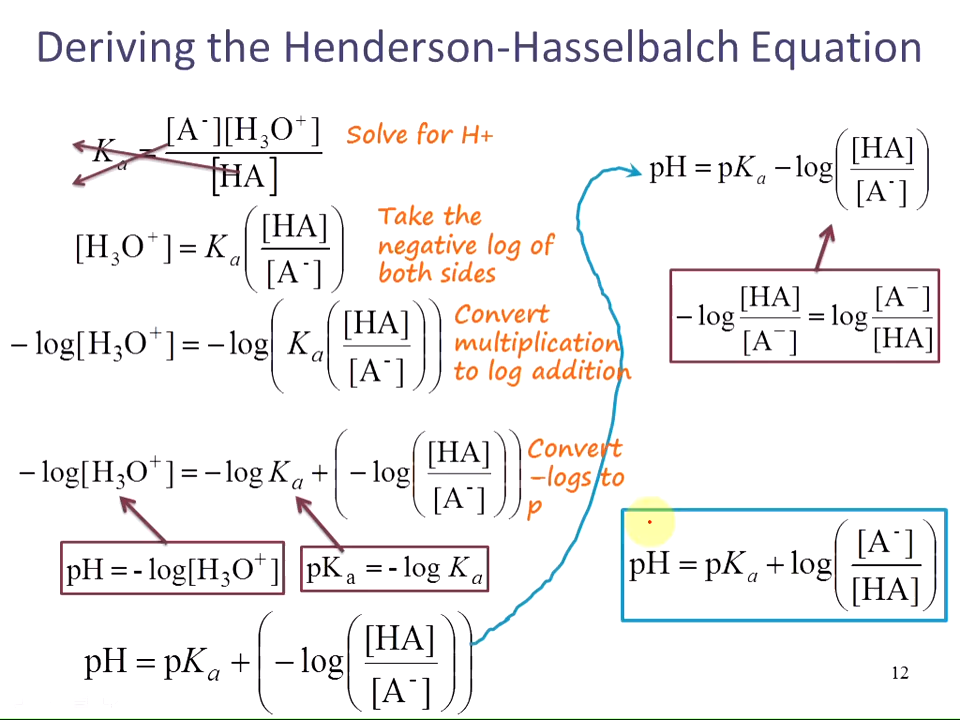 Deriving the Henderson-Hasselbalch Equation
Kₐ = [A⁻][H₃O⁺] / [HA]
Solve for H+
[H₃O⁺] = Kₐ([HA] / [A⁻])
Take the
negative log of
both sides
− log[H₃O⁺] = −log(Kₐ([HA] / [A⁻]))
Convert
multiplication
to log addition
− log[H₃O⁺] = −log Kₐ + (−log([HA] / [A⁻]))
Convert
–logs to
p
pH = - log[H₃O⁺]
pKₐ = - log Kₐ
pH = pKₐ + (−log([HA] / [A⁻]))
pH = pKₐ − log([HA] / [A⁻])
− log [HA] / [A⁻] = log [A⁻] / [HA]
pH = pKₐ + log([A⁻] / [HA])
12